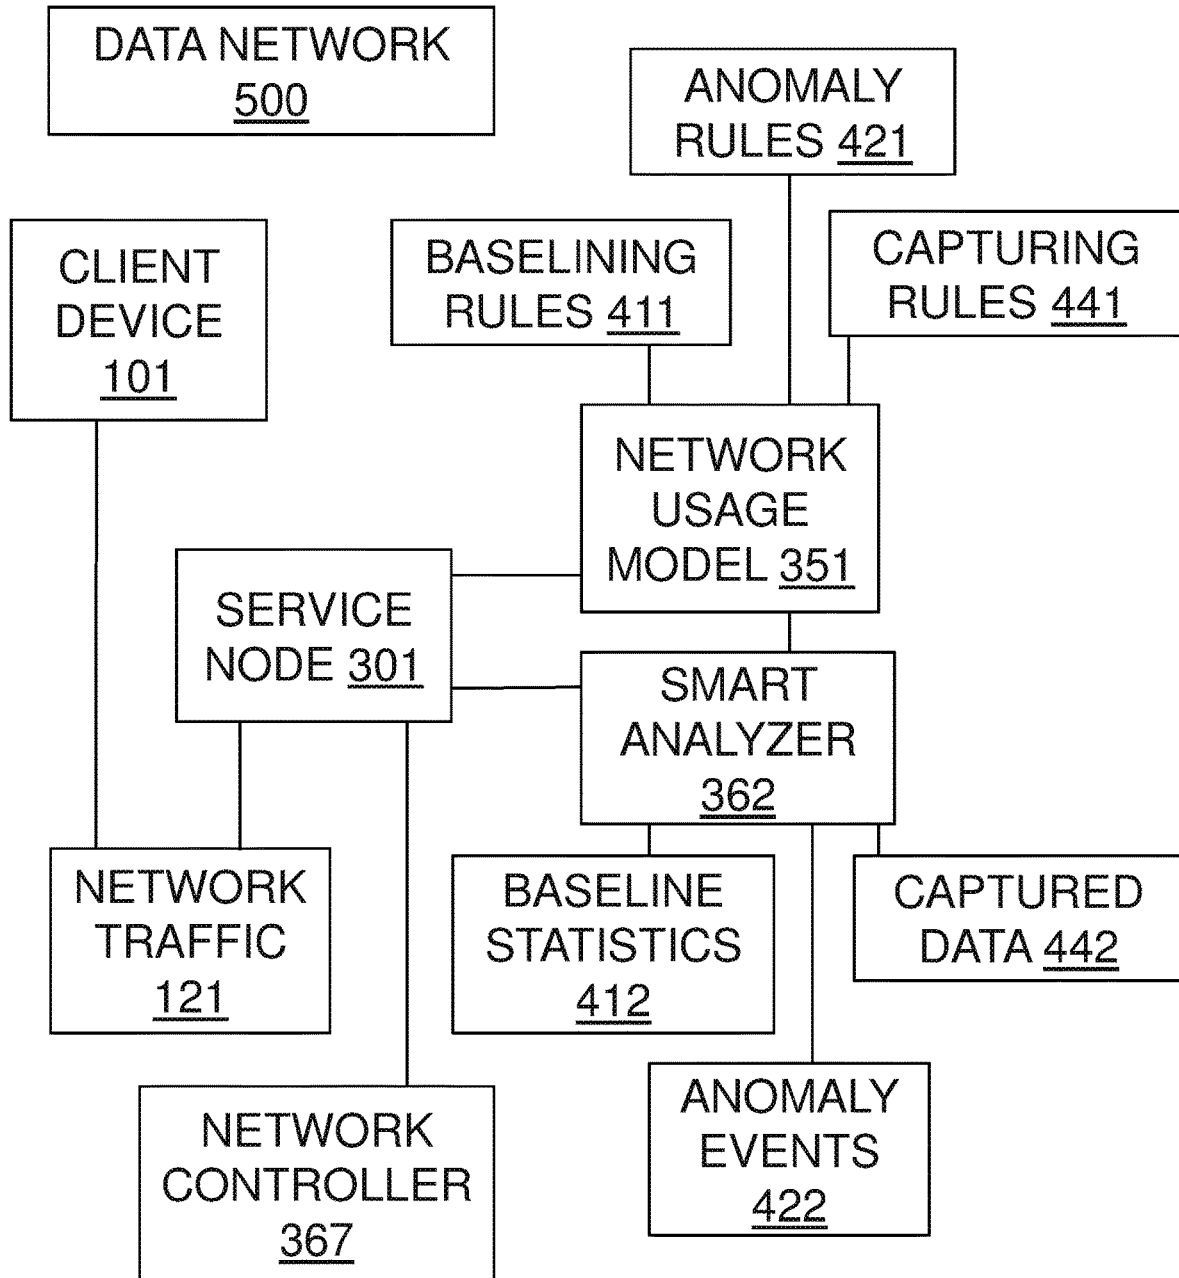 DATA NETWORK
500
ANOMALY
RULES 421
CLIENT
DEVICE
101
BASELINING
RULES 411
CAPTURING
RULES 441
NETWORK
USAGE
MODEL 351
SERVICE
NODE 301
SMART
ANALYZER
362
NETWORK
TRAFFIC
121
BASELINE
STATISTICS
412
CAPTURED
DATA 442
NETWORK
CONTROLLER
367
ANOMALY
EVENTS
422